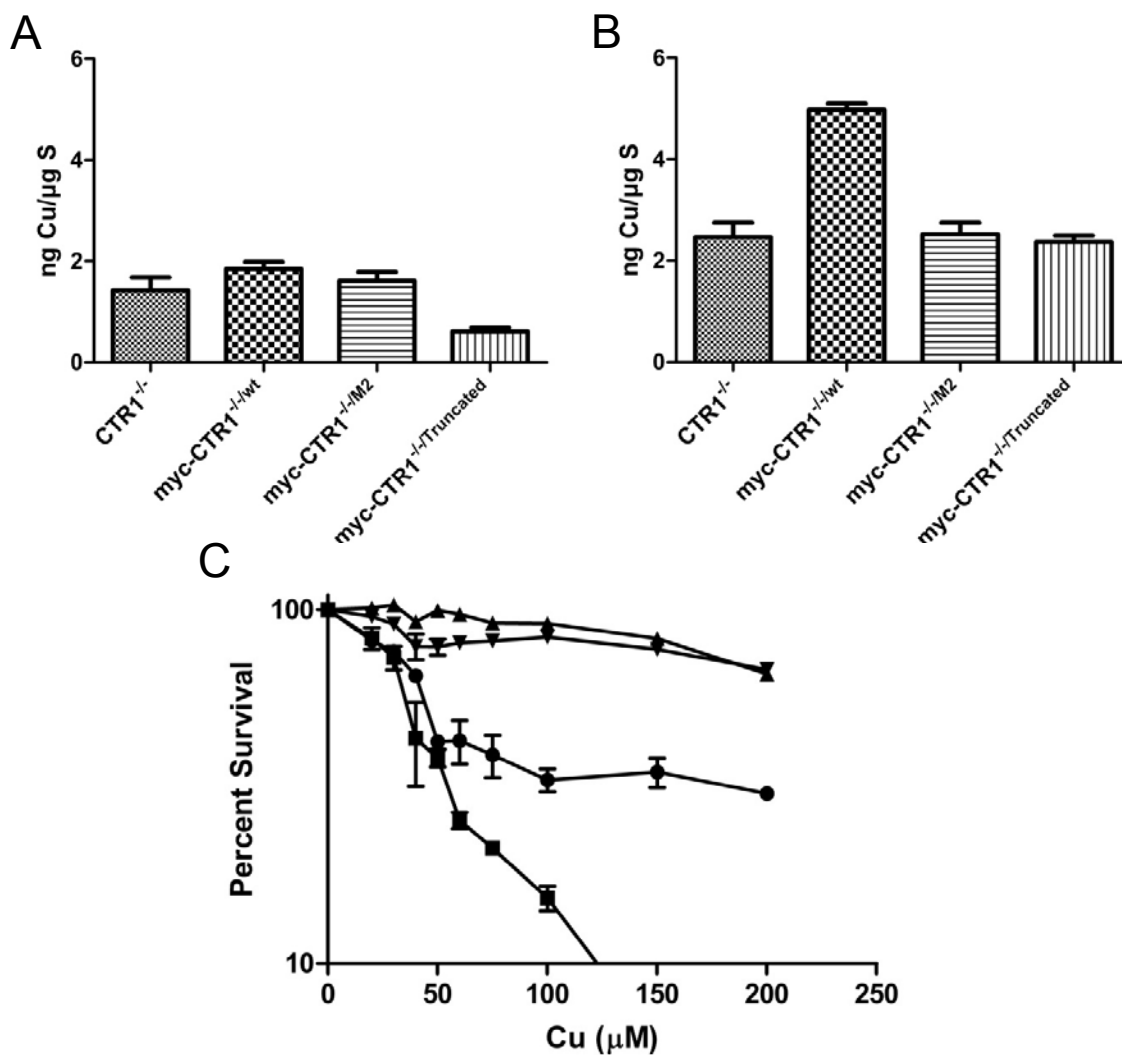 A
6
4
2
0
ng Cu/µg S
CTR1-/-
myc-CTR1-/-/wt
myc-CTR1-/-/M2
myc-CTR1-/-/Truncated
B
6
4
2
0
ng Cu/µg S
CTR1-/-
myc-CTR1-/-/wt
myc-CTR1-/-/M2
myc-CTR1-/-/Truncated
C
100
10
Percent Survival
0 50 100 150 200 250
Cu (µM)